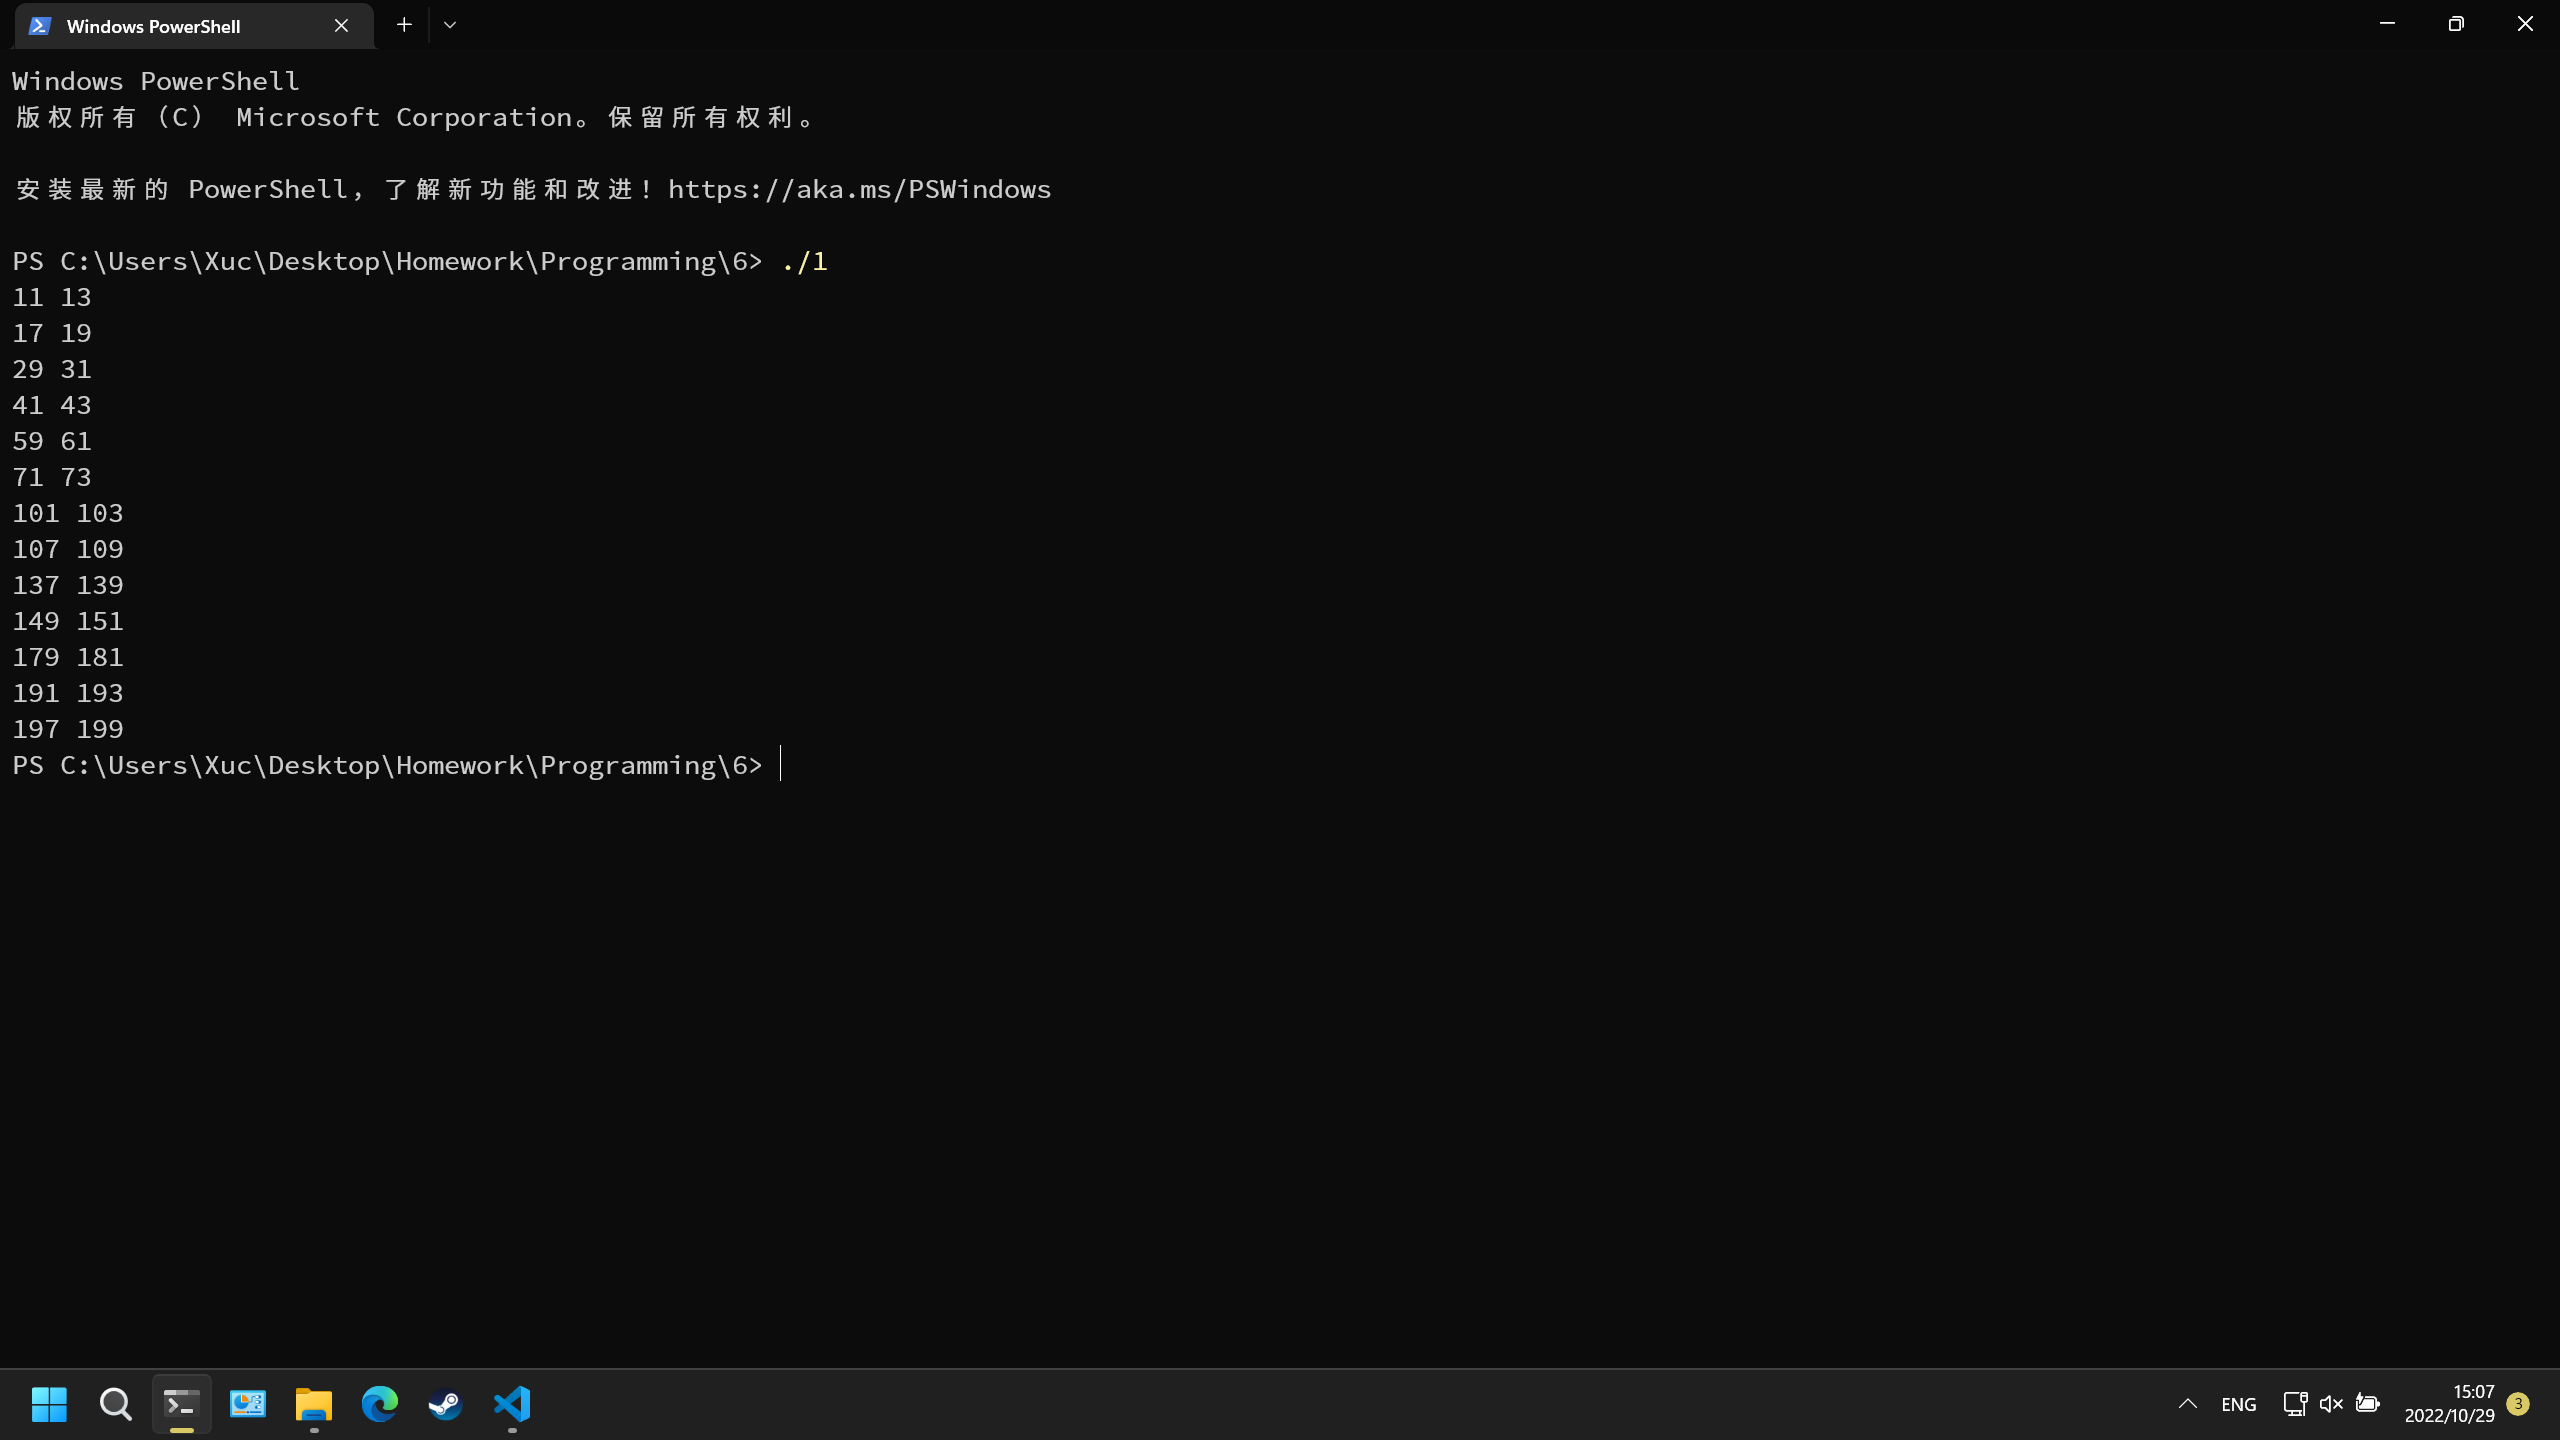 Windows PowerShell
Windows PowerShell
版权所有（C） Microsoft Corporation。保留所有权利。
安装最新的 PowerShell，了解新功能和改进！https://aka.ms/PSWindows
PS C:\Users\Xuc\Desktop\Homework\Programming\6> ./1
11 13
17 19
29 31
41 43
59 61
71 73
101 103
107 109
137 139
149 151
179 181
191 193
197 199
PS C:\Users\Xuc\Desktop\Homework\Programming\6>
ENG
15:07
2022/10/29
3